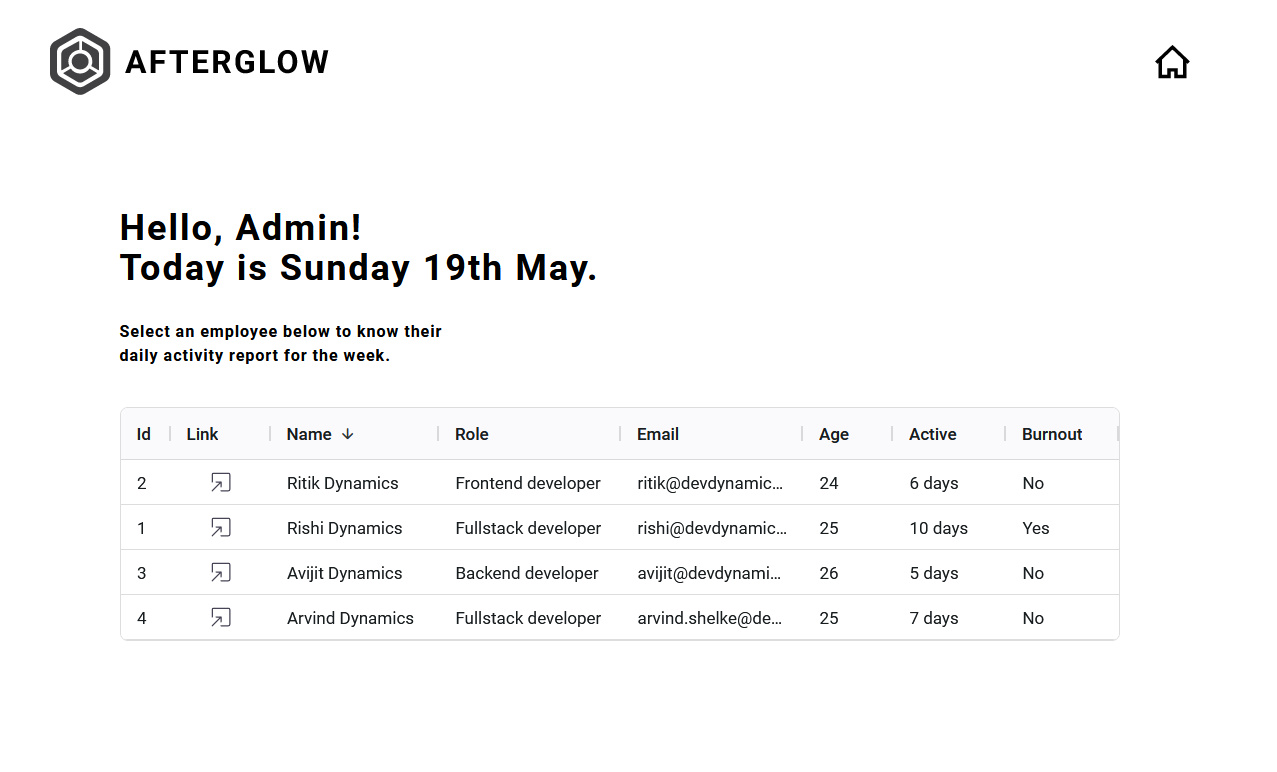 AFTERGLOW
Hello, Admin!
Today is Sunday 19th May.
Select an employee below to know their
daily activity report for the week.
Id Link Name Role Email Age Active Burnout
2 Ritik Dynamics Frontend developer ritik@devdynamic... 24 6 days No
1 Rishi Dynamics Fullstack developer rishi@devdynamic... 25 10 days Yes
3 Avijit Dynamics Backend developer avijit@devdynami... 26 5 days No
4 Arvind Dynamics Fullstack developer arvind.shelke@de... 25 7 days No